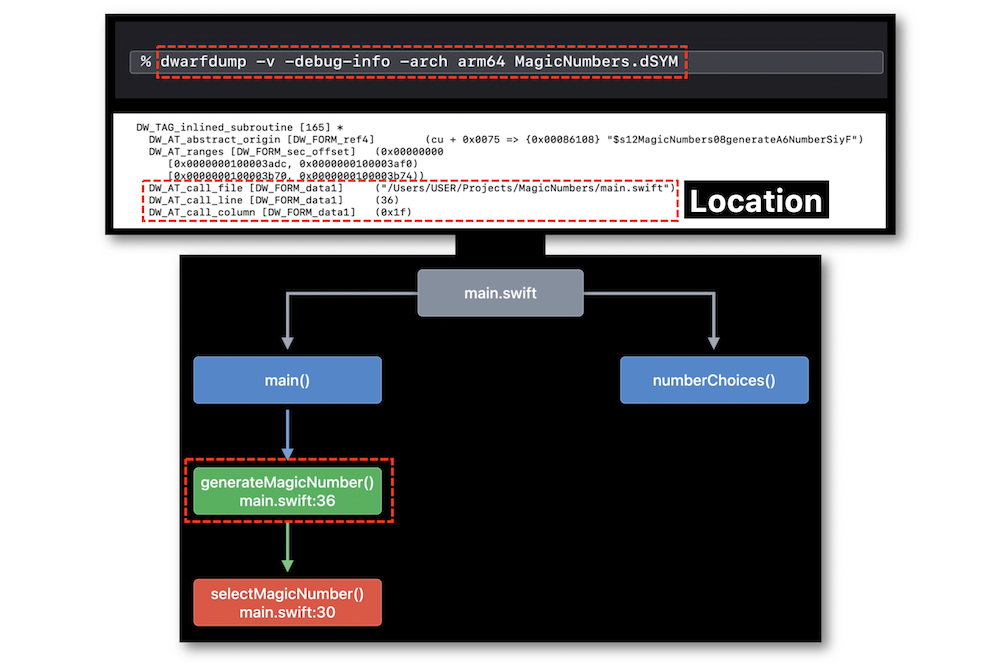 % dwarfdump -v -debug-info -arch arm64 MagicNumbers.dSYM
DW_TAG_inlined_subroutine [165] *
DW_AT_abstract_origin [DW_FORM_ref4] (cu + 0x0075 => {0x00086108} "$s12MagicNumbers08generateA6NumberSiyF")
DW_AT_ranges [DW_FORM_sec_offset] (0x00000000
[0x0000000100003adc, 0x0000000100003af0)
[0x0000000100003b70, 0x0000000100003b74))
DW_AT_call_file [DW_FORM_data1] ("/Users/USER/Projects/MagicNumbers/main.swift")
DW_AT_call_line [DW_FORM_data1] (36)
DW_AT_call_column [DW_FORM_data1] (0x1f)
Location
main.swift
main()
numberChoices()
generateMagicNumber()
main.swift:36
selectMagicNumber()
main.swift:30